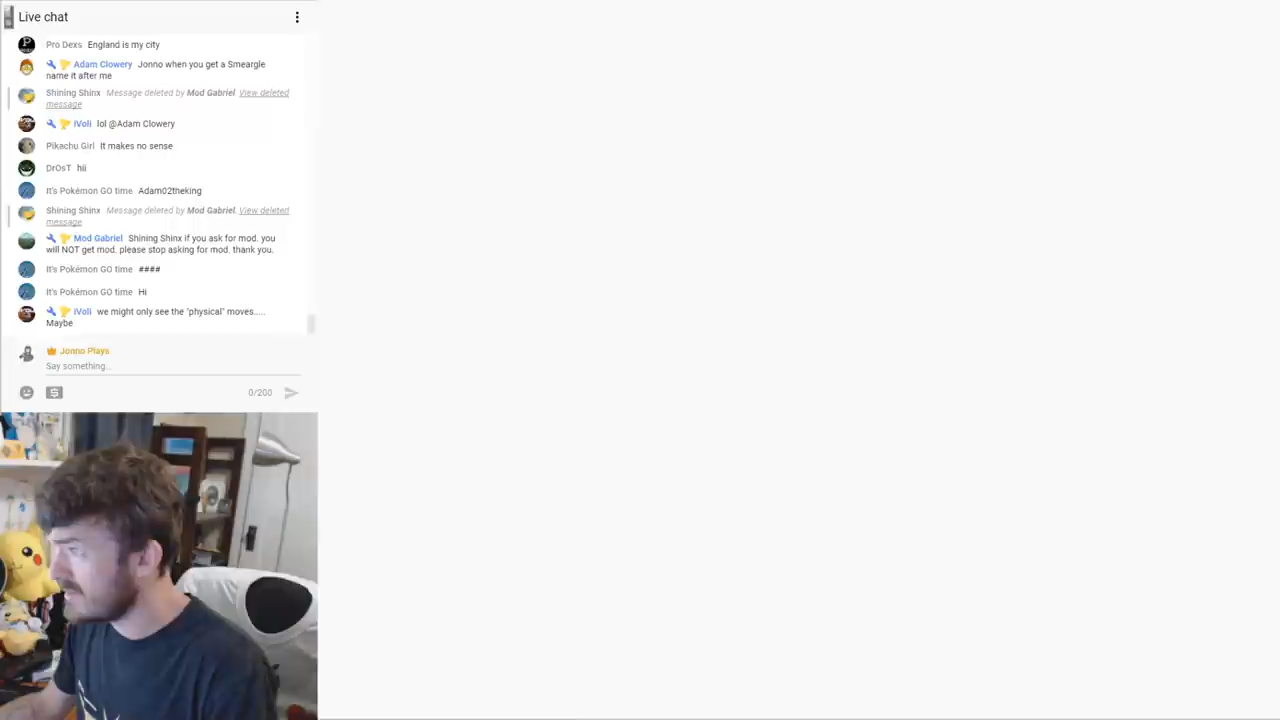 Live chat
Pro Dexs England is my city
Adam Clowery Jonno when you get a Smeargle
name it after me
Shining Shinx Message deleted by Mod Gabriel. View deleted
message
iVoli lol @Adam Clowery
Pikachu Girl It makes no sense
DrOsT hii
It's Pokémon GO time Adam02theking
Shining Shinx Message deleted by Mod Gabriel. View deleted
message
Mod Gabriel Shining Shinx if you ask for mod. you
will NOT get mod. please stop asking for mod. thank you.
It's Pokémon GO time ####
It's Pokémon GO time Hi
iVoli we might only see the "physical" moves.....
Maybe
Jonno Plays
Say something...
0/200